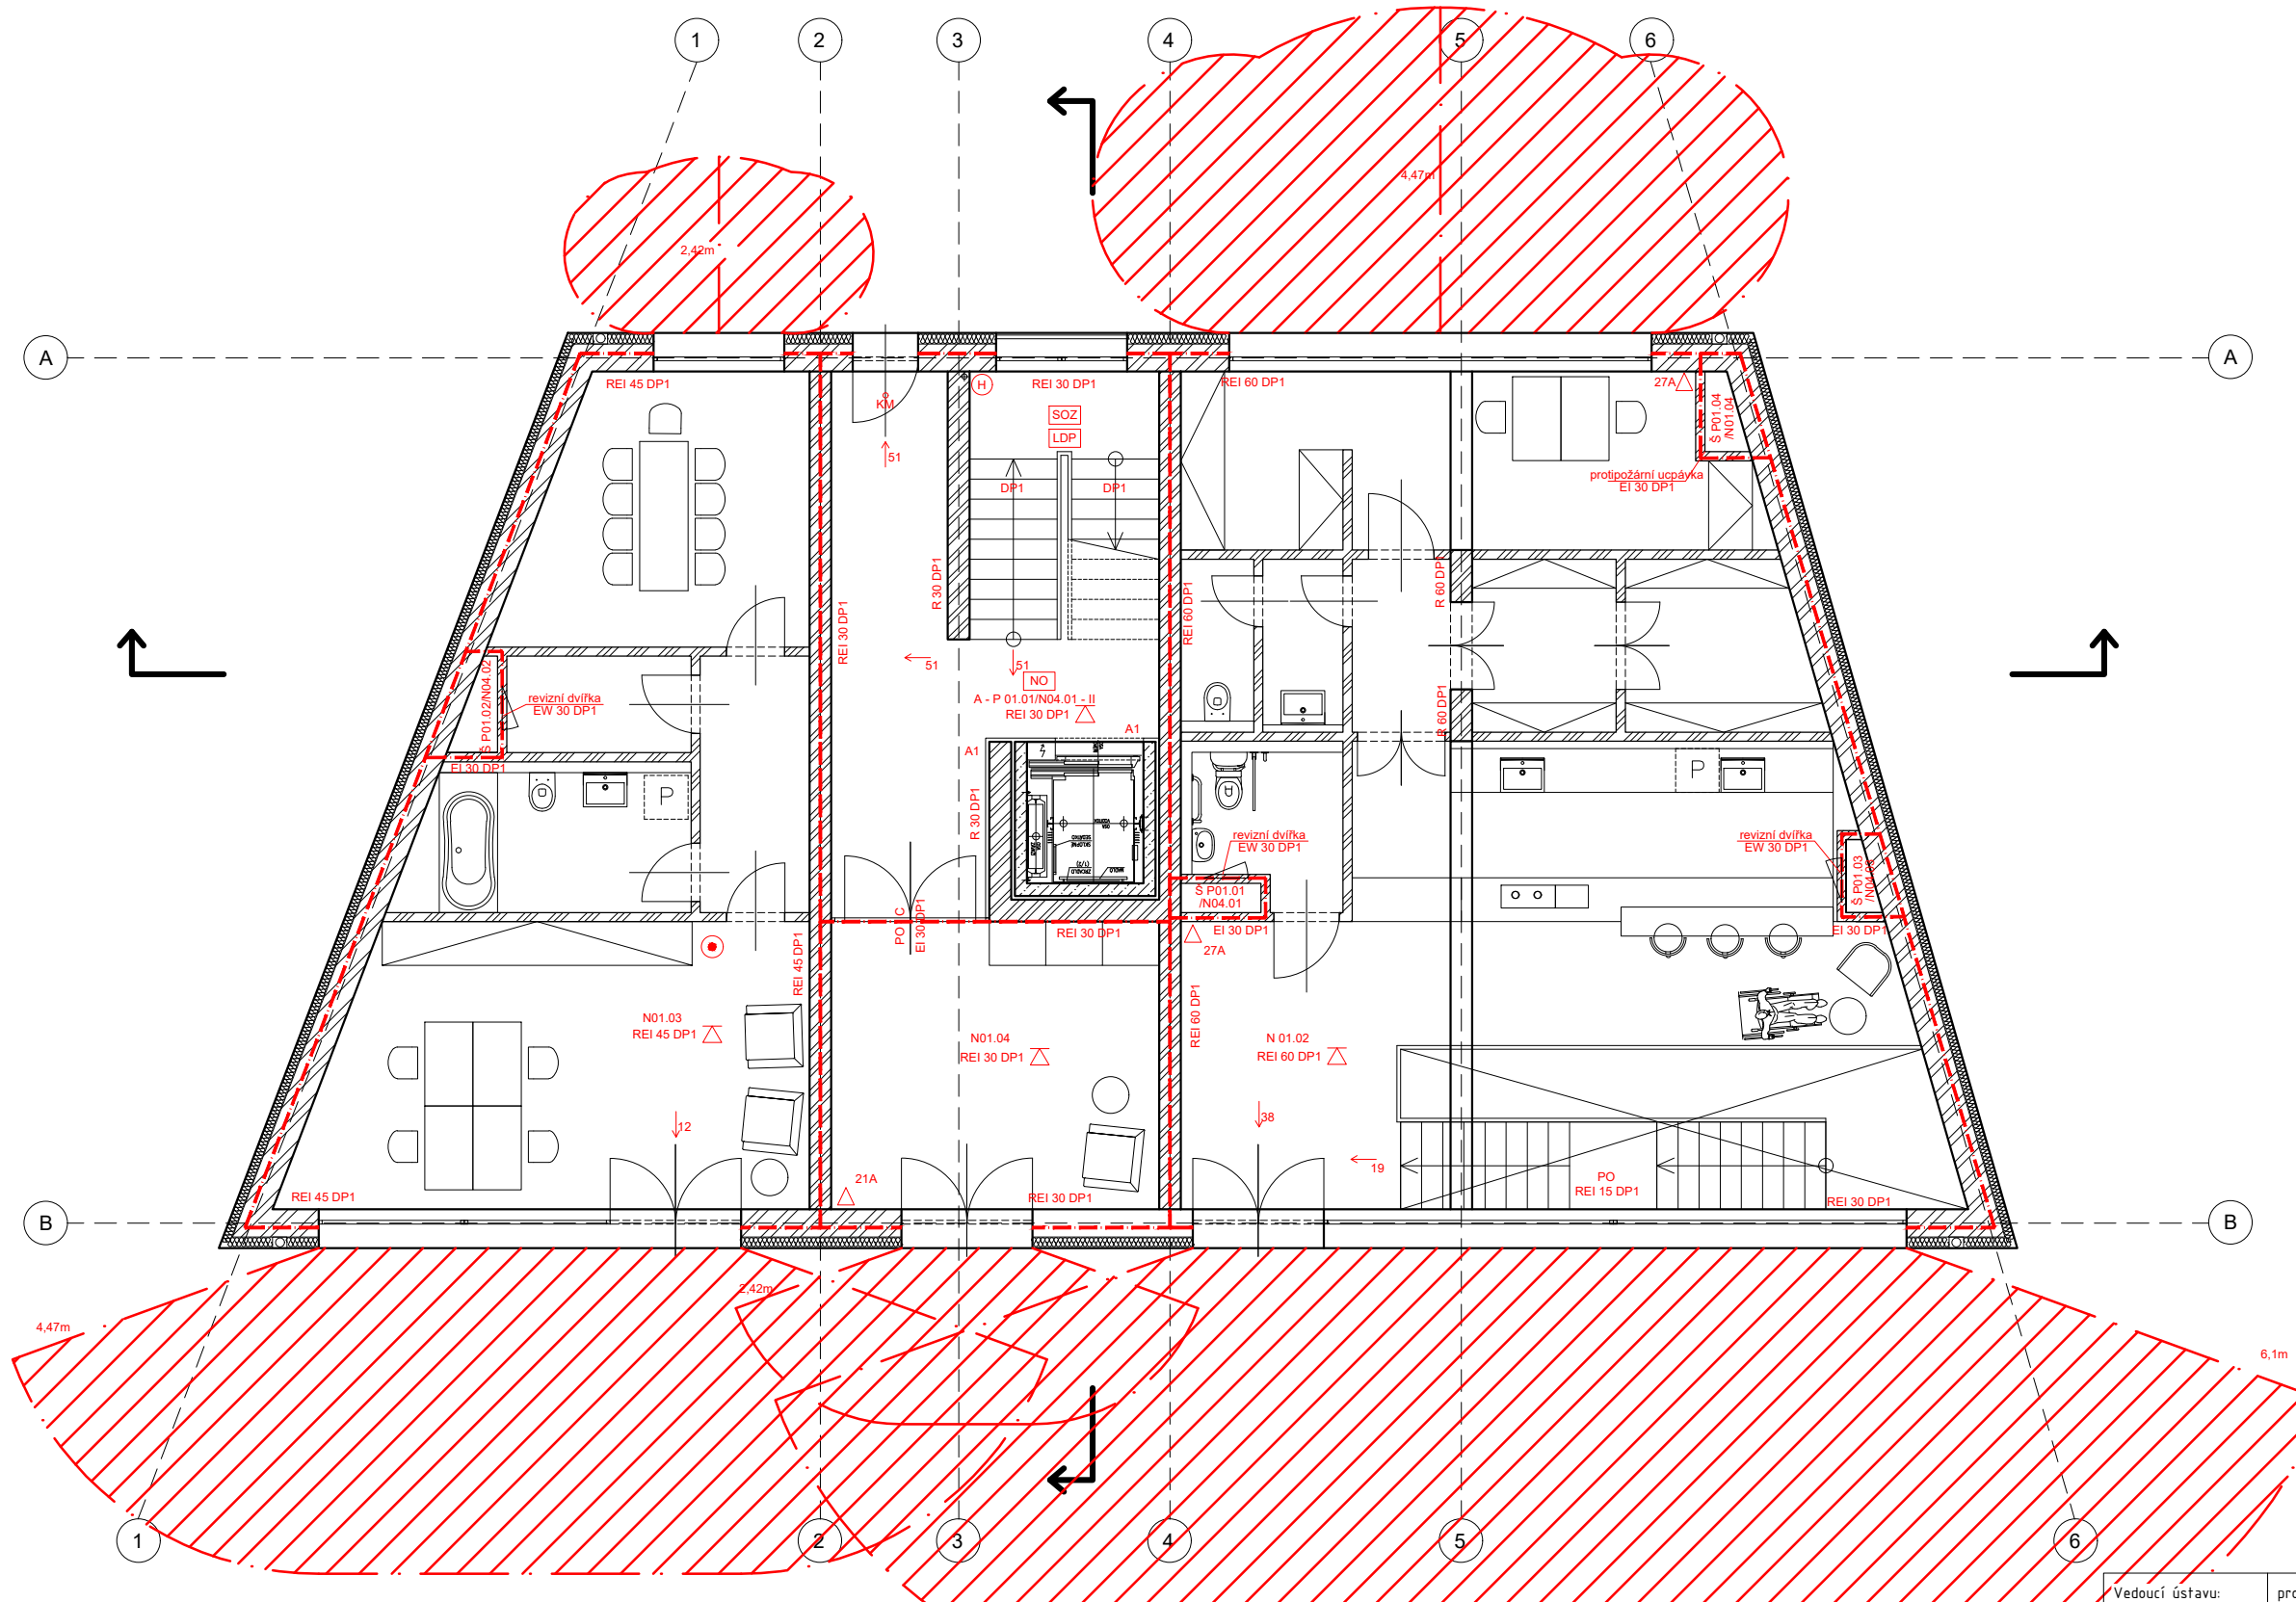 1
2
3
4
5
6
4,47m
2,42m
A
A
REI 45 DP1
H
REI 30 DP1
REI 60 DP1
27A
KM
SOZ
LDP
Š P01.04
/N01.04
51
DP1
DP1
protipožární ucpávka
EI 30 DP1
R 30 DP1
R 60 DP1
REI 30 DP1
REI 60 DP1
51
51
NO
Š P01.02/N04.02
revizní dvířka
EW 30 DP1
A - P 01.01/N04.01 - II
REI 30 DP1
R 60 DP1
A1
A1
EI 30 DP1
P
P
R 30 DP1
revizní dvířka
EW 30 DP1
revizní dvířka
EW 30 DP1
Š P01.03
/N04.03
Š P01.01
/N04.01
PO C
EI 30 DP1
REI 30 DP1
EI 30 DP1
EI 30 DP1
27A
REI 45 DP1
N01.03
REI 45 DP1
N01.04
REI 30 DP1
REI 60 DP1
N 01.02
REI 60 DP1
12
38
19
21A
PO
REI 15 DP1
REI 45 DP1
REI 30 DP1
REI 30 DP1
B
B
2,42m
4,47m
6,1m
1
2
3
4
5
6
Vedoucí ústavu: